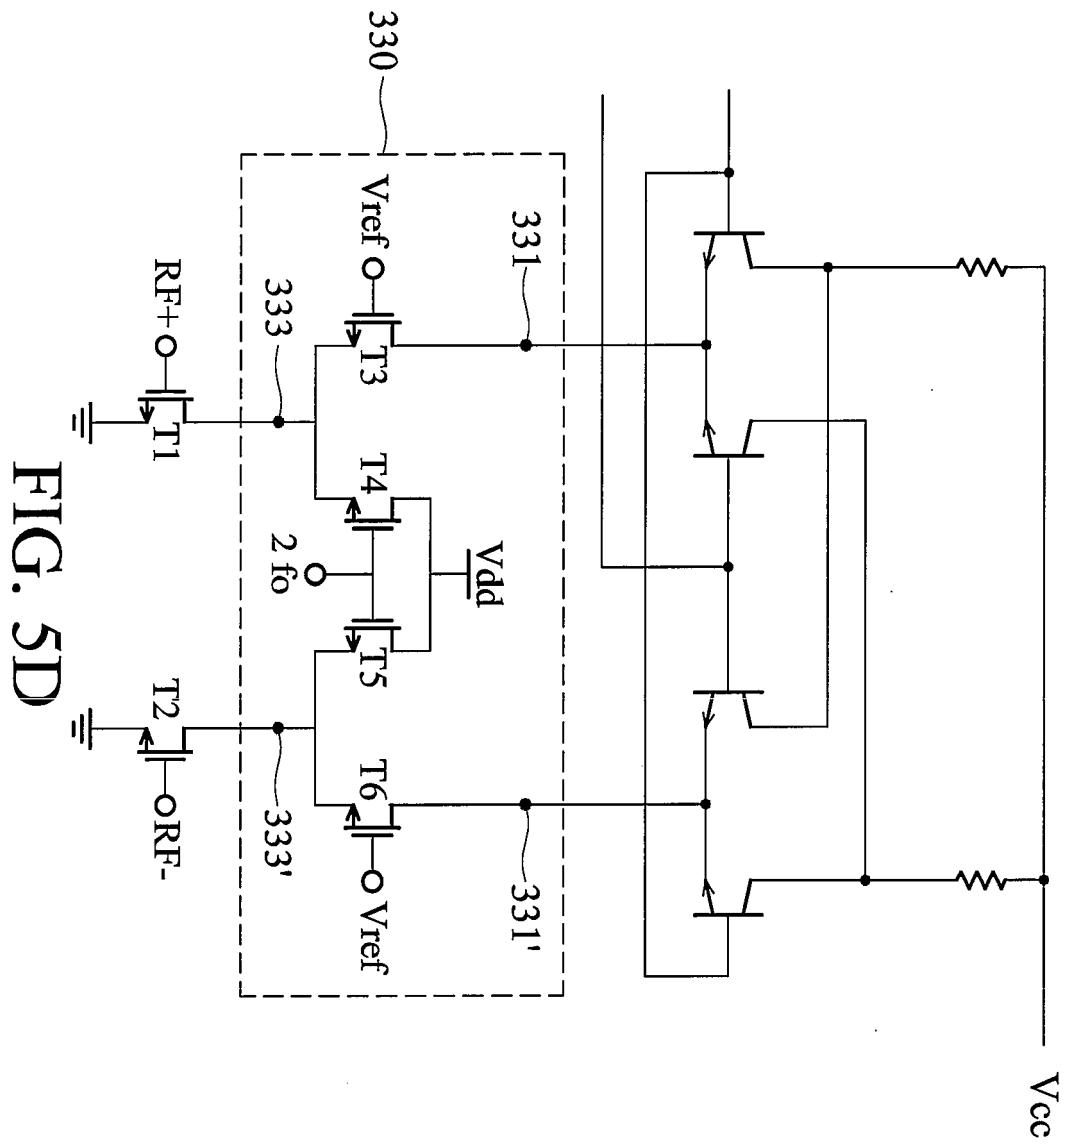 Vcc
331
331'
Vdd
330
Vref
T3
T4
T5
T6
Vref
333
2 fo
333'
RF+
T1
T2
RF-
FIG. 5D